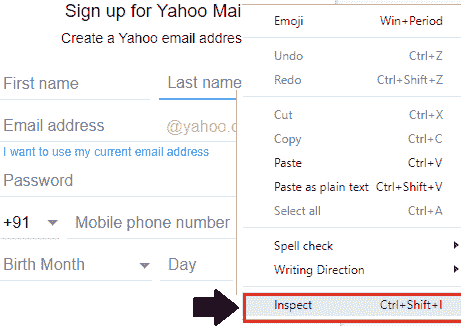 Sign up for Yahoo Mai
Create a Yahoo email addres
First name
Last name
Email address
@yahoo.c
I want to use my current email address
Password
+91 Mobile phone number
Birth Month Day
Emoji Win+Period
Undo Ctrl+Z
Redo Ctrl+Shift+Z
Cut Ctrl+X
Copy Ctrl+C
Paste Ctrl+V
Paste as plain text Ctrl+Shift+V
Select all Ctrl+A
Spell check
Writing Direction
Inspect Ctrl+Shift+I